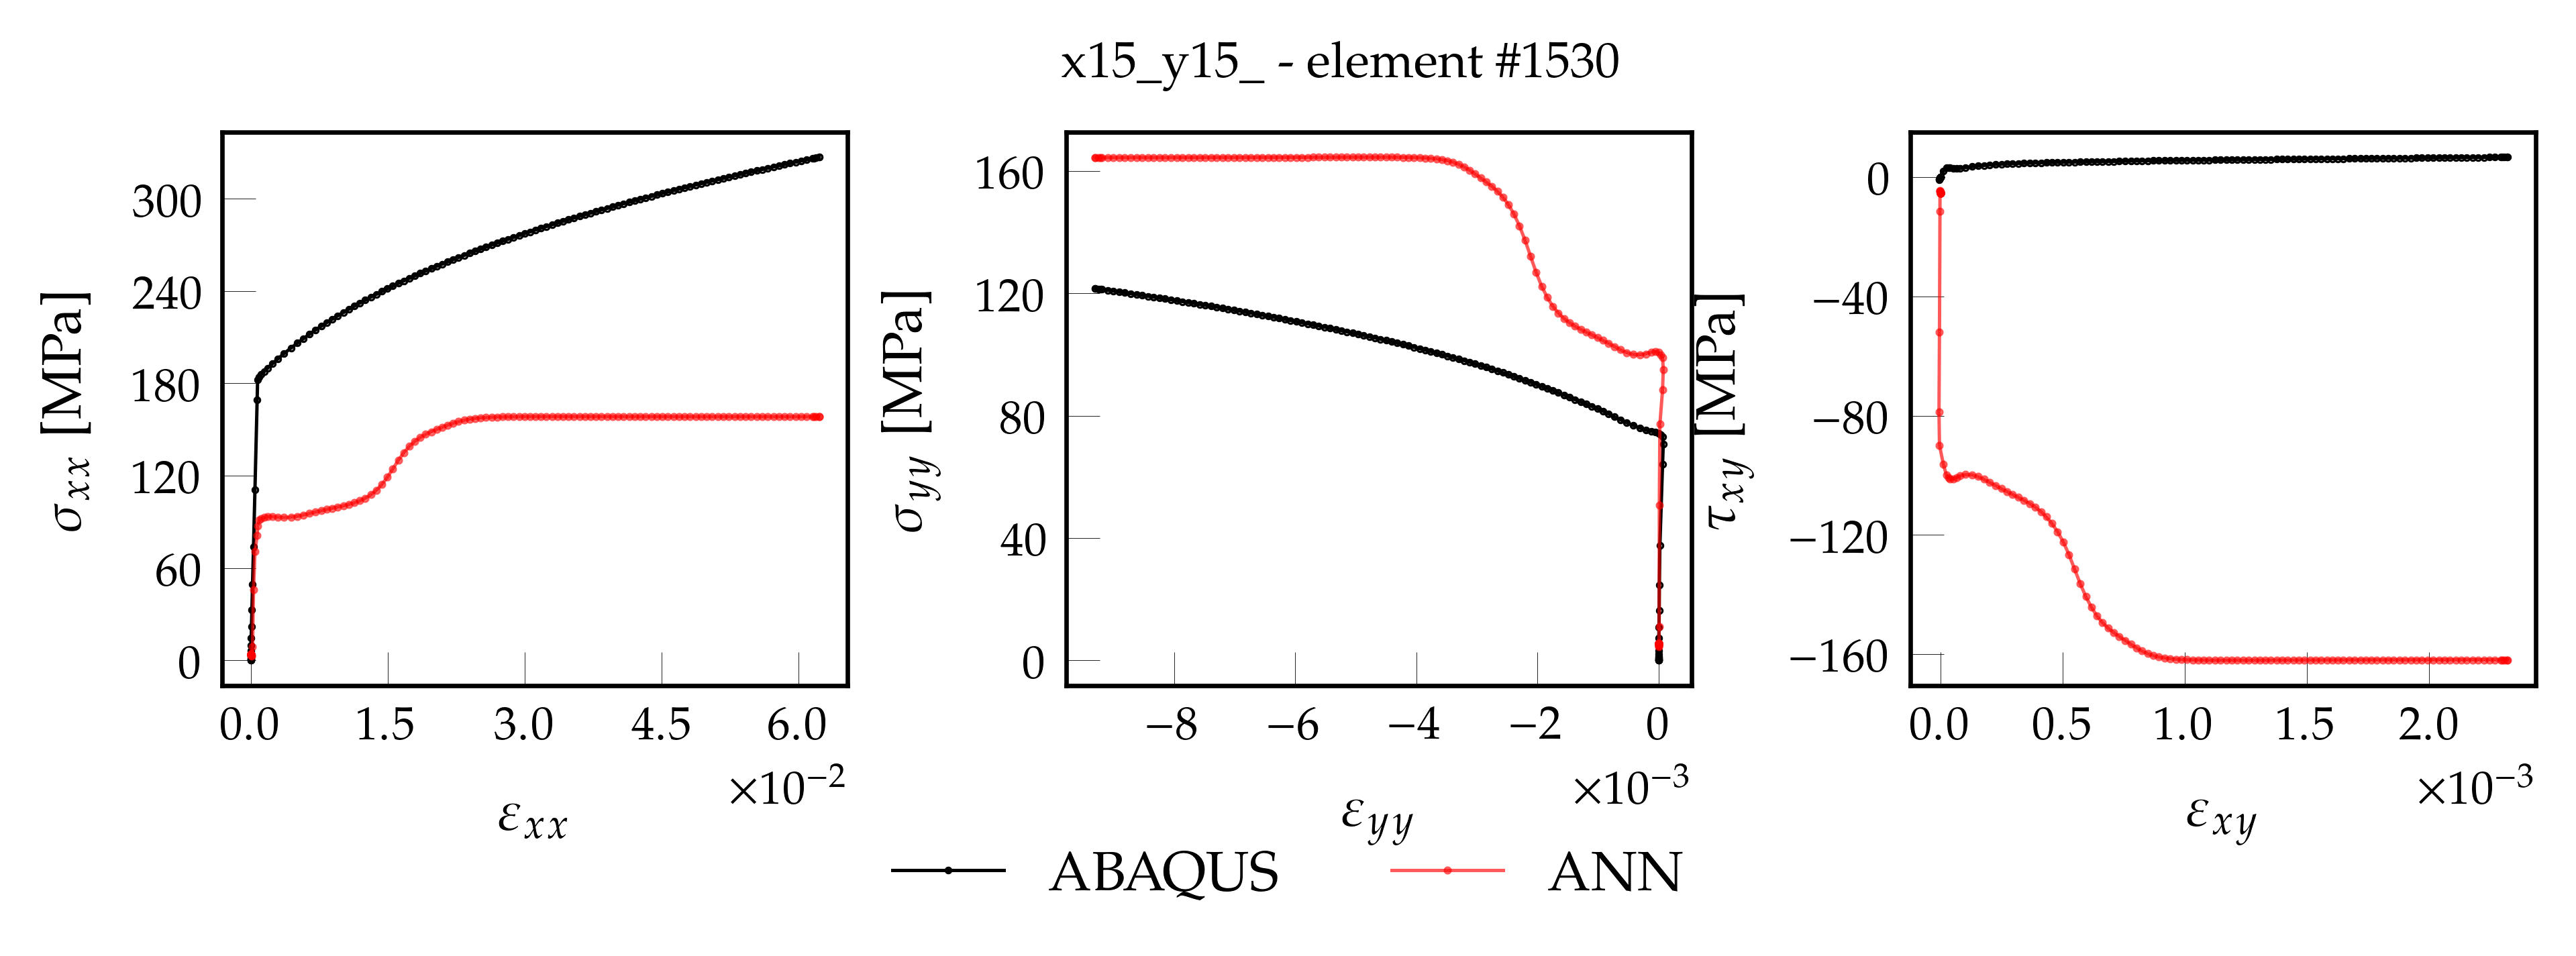 x15_y15_ - element #1530
σxx [MPa]
300
240
180
120
60
0
0.0 1.5 3.0 4.5 6.0
×10−2
εxx
σyy [MPa]
160
120
80
40
0
−8 −6 −4 −2 0
×10−3
εyy
τxy [MPa]
0
−40
−80
−120
−160
0.0 0.5 1.0 1.5 2.0
×10−3
εxy
ABAQUS ANN